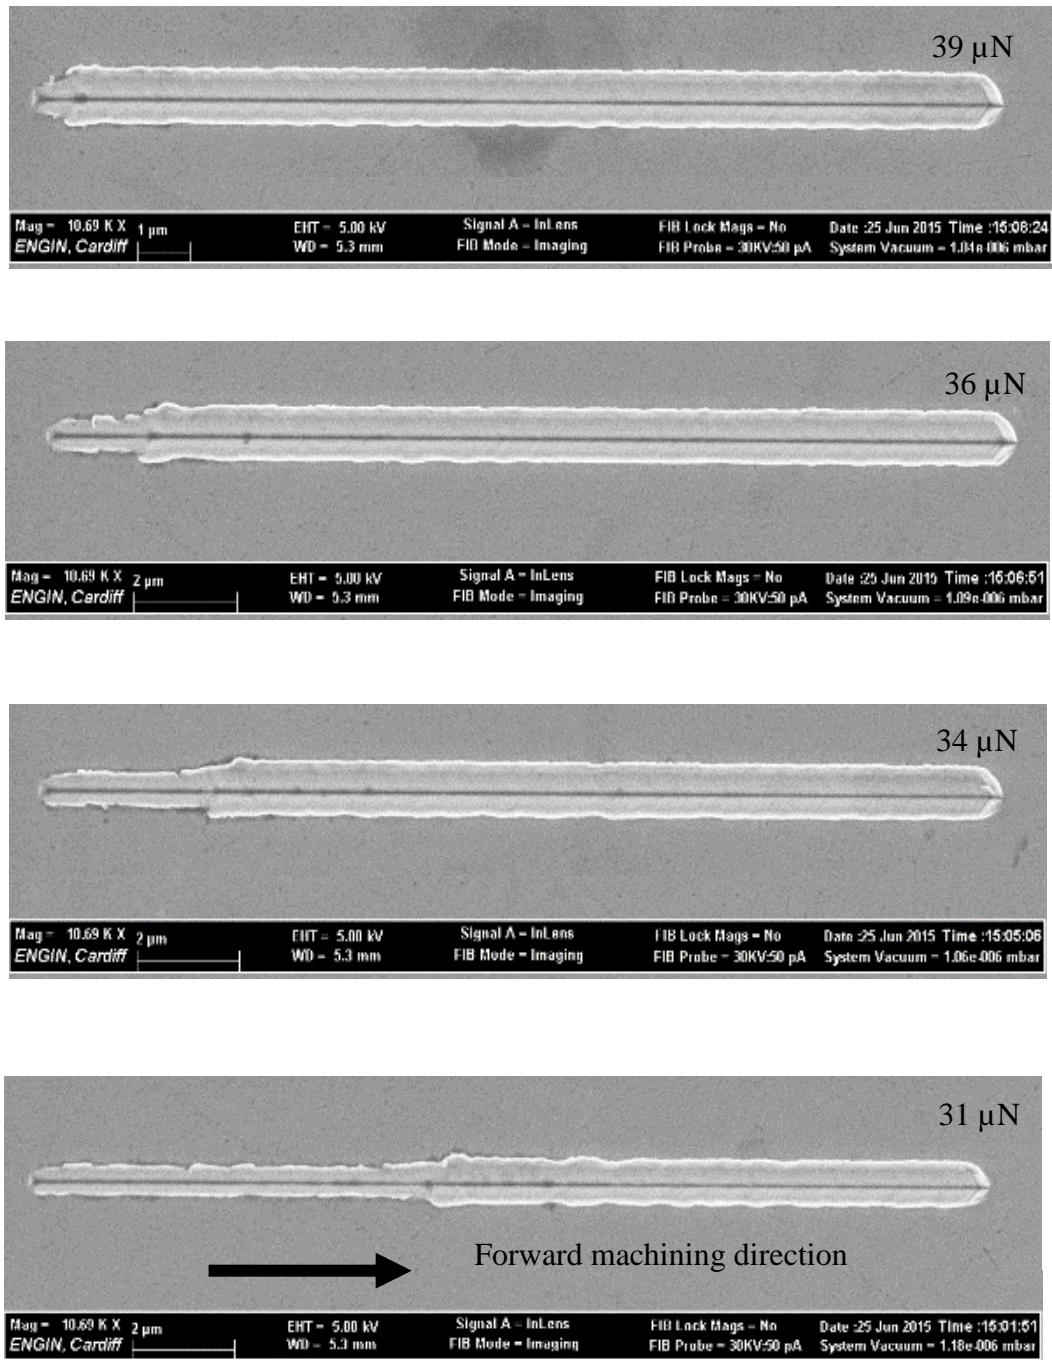 39 µN
Mag = 10.69 K X 1 µm EHT = 5.00 kV Signal A = InLens FIB Lock Mags = No Date :25 Jun 2015 Time :15:08:24
ENGIN, Cardiff WD = 5.3 mm FIB Mode = Imaging FIB Probe = 30KV:50 pA System Vacuum = 1.04e-006 mbar
36 µN
Mag = 10.69 K X 2 µm EHT = 5.00 kV Signal A = InLens FIB Lock Mags = No Date :25 Jun 2015 Time :15:06:51
ENGIN, Cardiff WD = 5.3 mm FIB Mode = Imaging FIB Probe = 30KV:50 pA System Vacuum = 1.09e-006 mbar
34 µN
Mag = 10.69 K X 2 µm EHT = 5.00 kV Signal A = InLens FIB Lock Mags = No Date :25 Jun 2015 Time :15:05:06
ENGIN, Cardiff WD = 5.3 mm FIB Mode = Imaging FIB Probe = 30KV:50 pA System Vacuum = 1.06e-006 mbar
31 µN
Forward machining direction
Mag = 10.69 K X 2 µm EHT = 5.00 kV Signal A = InLens FIB Lock Mags = No Date :25 Jun 2015 Time :15:01:51
ENGIN, Cardiff WD = 5.3 mm FIB Mode = Imaging FIB Probe = 30KV:50 pA System Vacuum = 1.18e-006 mbar